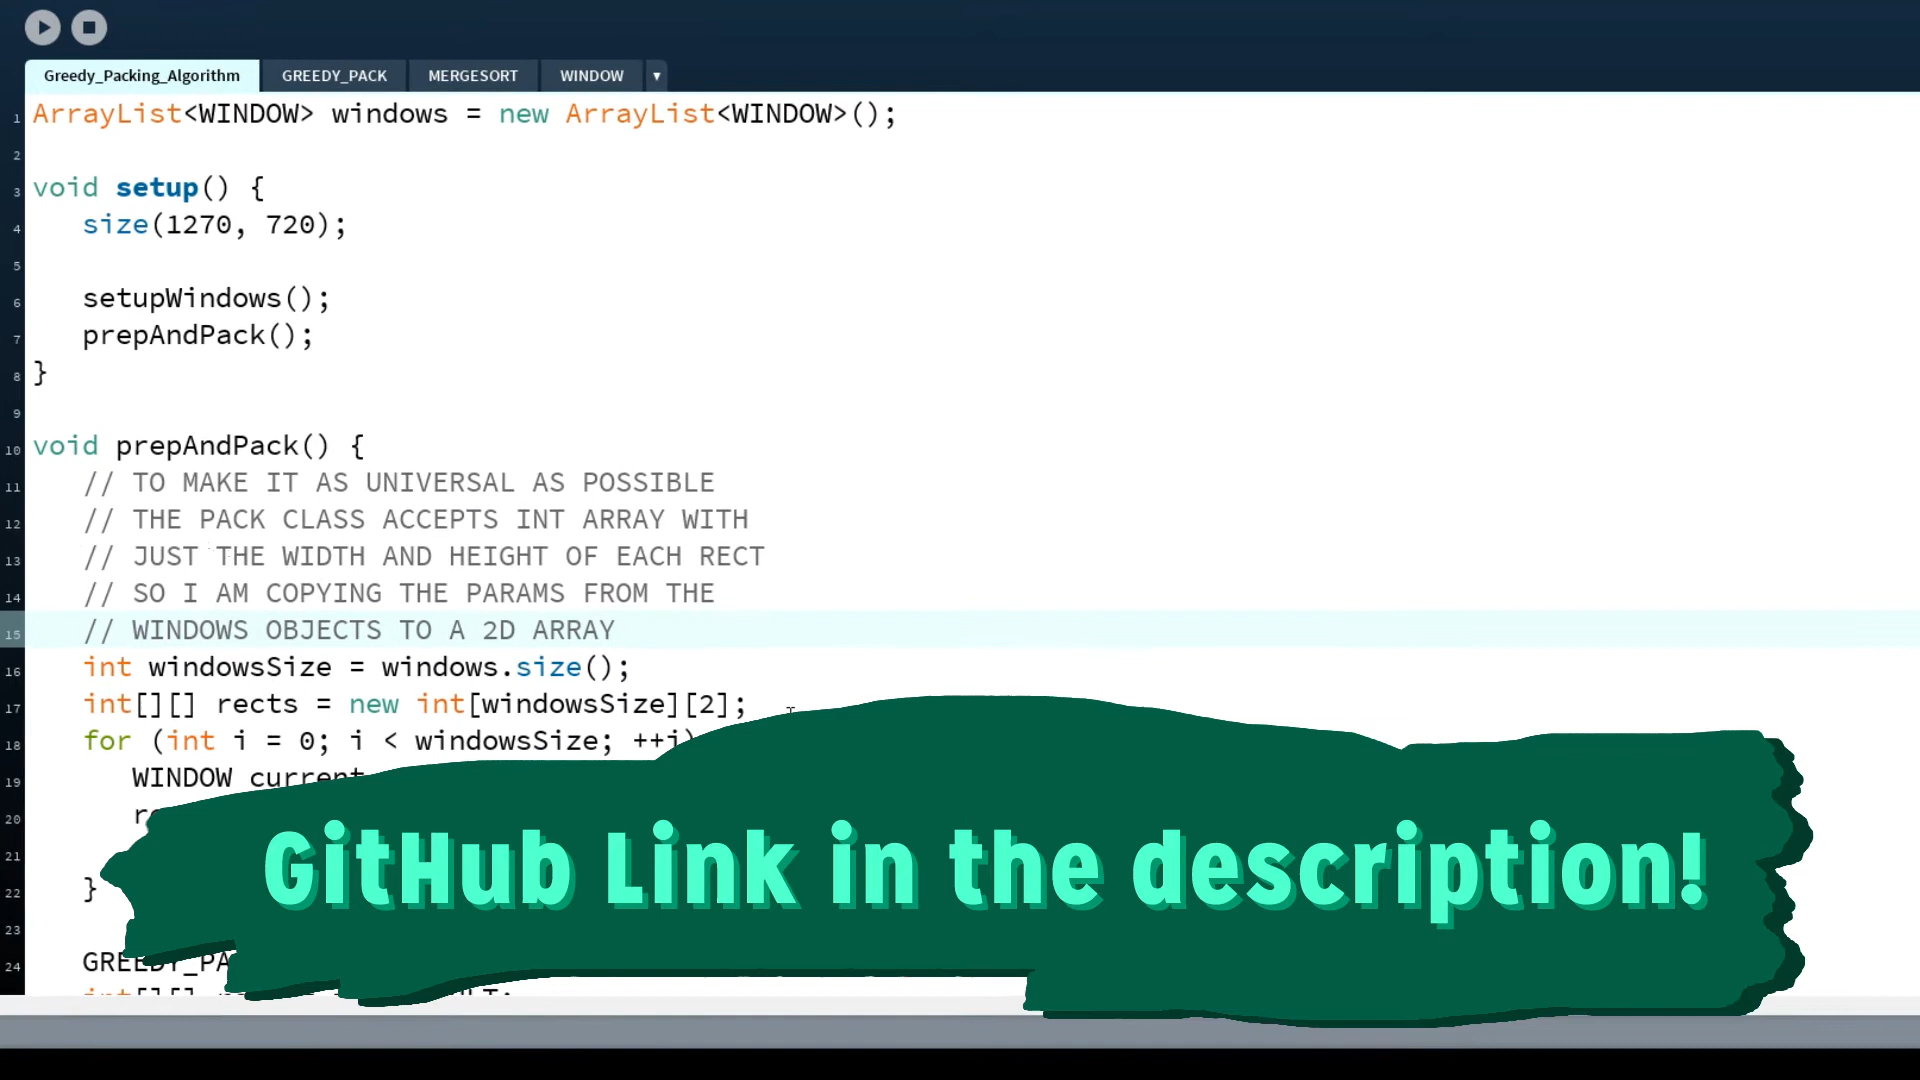 Greedy_Packing_Algorithm GREEDY_PACK MERGESORT WINDOW ▼
1 ArrayList<WINDOW> windows = new ArrayList<WINDOW>();
2
3 void setup() {
4 size(1270, 720);
5
6 setupWindows();
7 prepAndPack();
8 }
9
10 void prepAndPack() {
11 // TO MAKE IT AS UNIVERSAL AS POSSIBLE
12 // THE PACK CLASS ACCEPTS INT ARRAY WITH
13 // JUST THE WIDTH AND HEIGHT OF EACH RECT
14 // SO I AM COPYING THE PARAMS FROM THE
15 // WINDOWS OBJECTS TO A 2D ARRAY
16 int windowsSize = windows.size();
17 int[][] rects = new int[windowsSize][2];
18 for (int i = 0; i < windowsSize; ++i)
19 WINDOW current
20
21
22 }
23
24 GREEDY_PA
GitHub Link in the description!